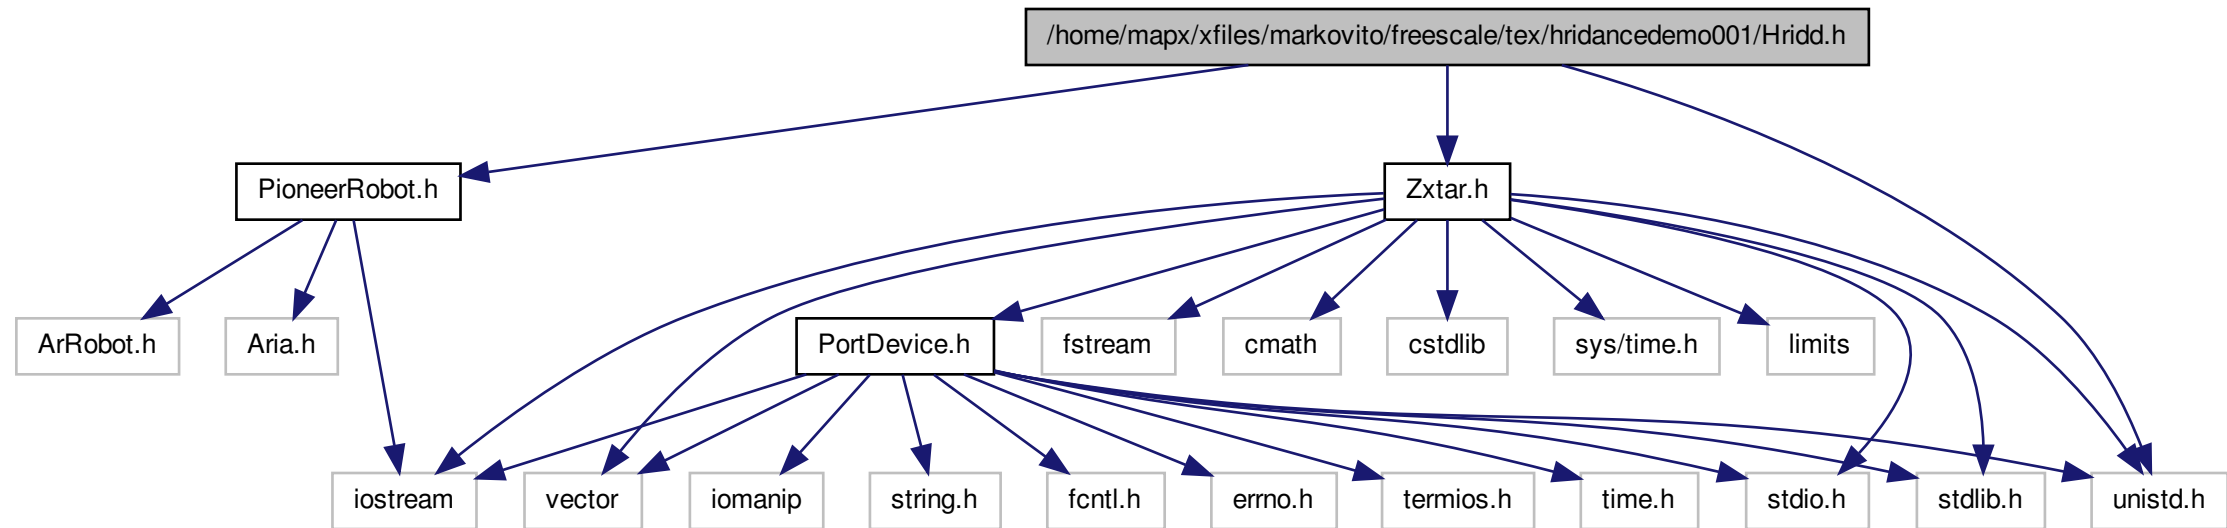 /home/mapx/xfiles/markovito/freescale/tex/hridancedemo001/Hridd.h
PioneerRobot.h
Zxtar.h
ArRobot.h
Aria.h
PortDevice.h
fstream
cmath
cstdlib
sys/time.h
limits
iostream
vector
iomanip
string.h
fcntl.h
errno.h
termios.h
time.h
stdio.h
stdlib.h
unistd.h